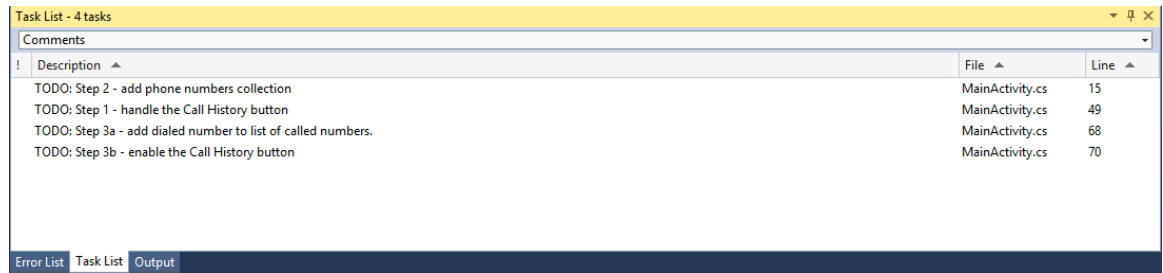 Task List - 4 tasks
Comments
! Description File Line
TODO: Step 2 - add phone numbers collection MainActivity.cs 15
TODO: Step 1 - handle the Call History button MainActivity.cs 49
TODO: Step 3a - add dialed number to list of called numbers. MainActivity.cs 68
TODO: Step 3b - enable the Call History button MainActivity.cs 70
Error List Task List Output